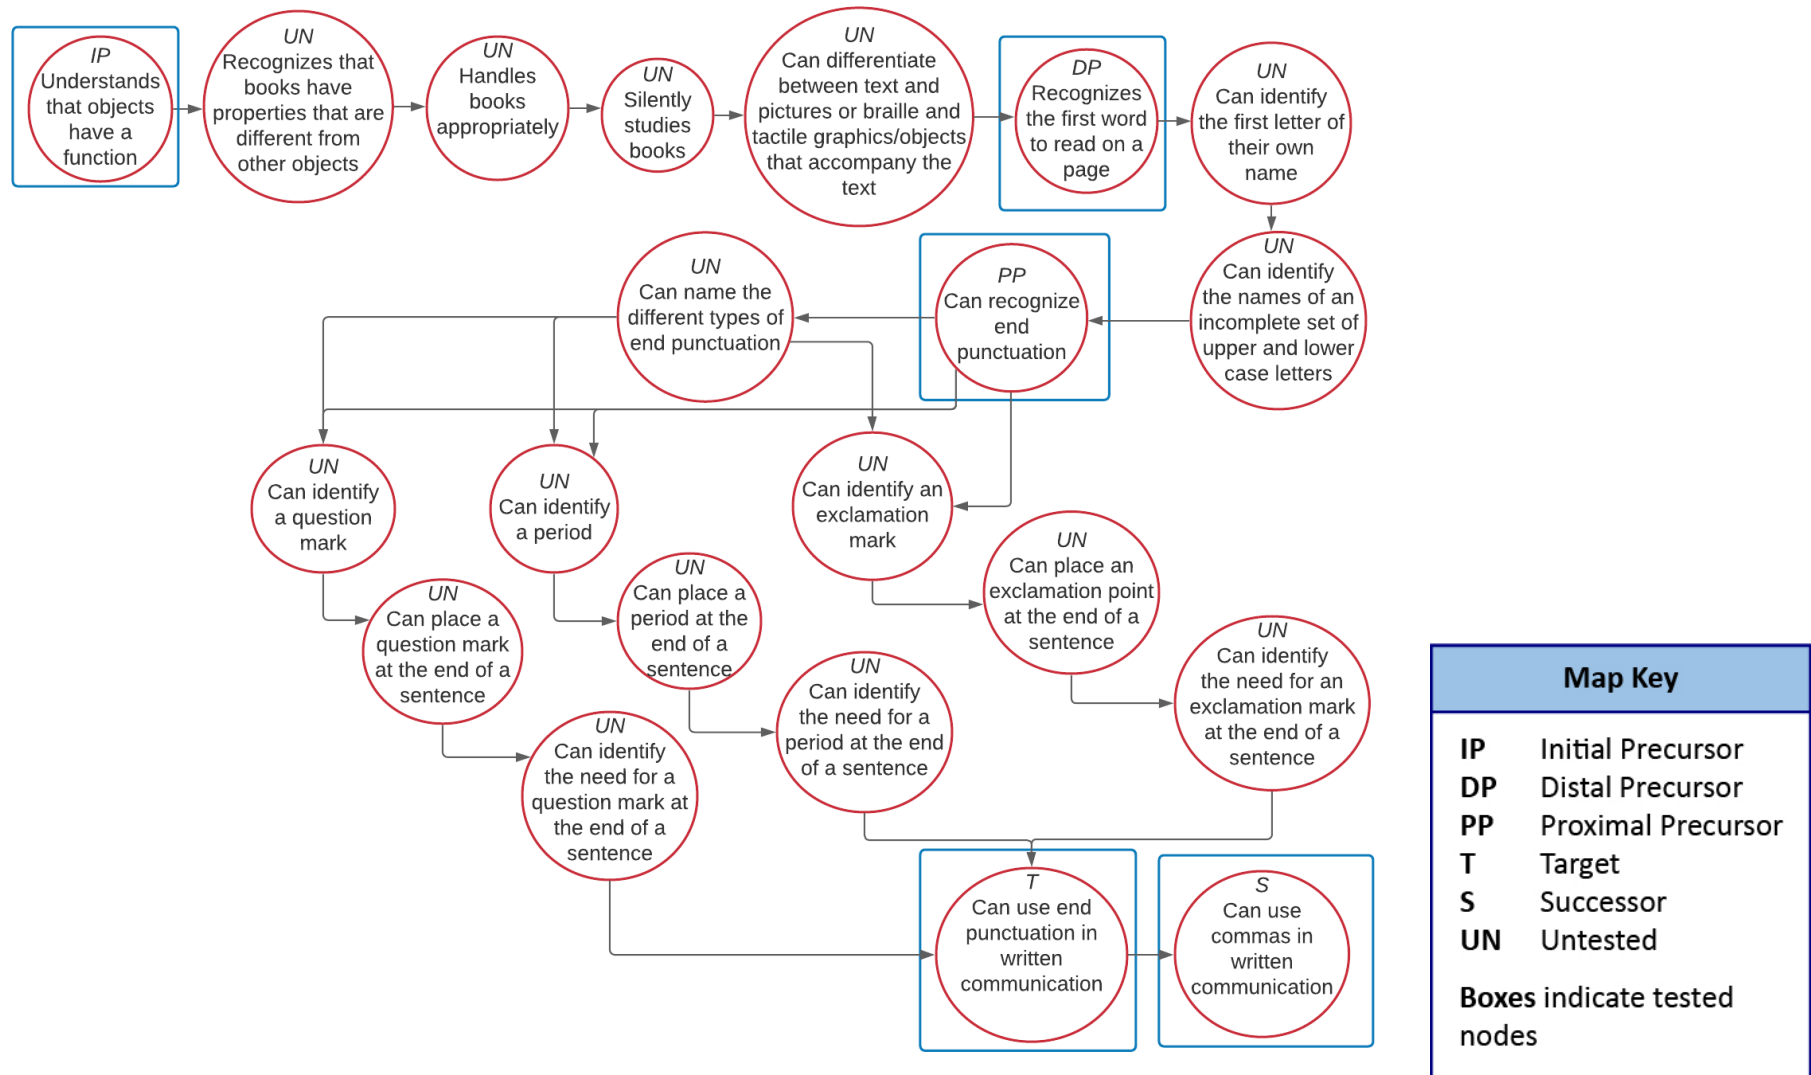 IP
Understands
that objects
have a
function
UN
Recognizes that
books have
properties that are
different from
other objects
UN
Handles
books
appropriately
UN
Silently
studies
books
UN
Can differentiate
between text and
pictures or braille and
tactile graphics/objects
that accompany the
text
DP
Recognizes
the first word
to read on a
page
UN
Can identify
the first letter of
their own
name
UN
Can name the
different types of
end punctuation
PP
Can recognize
end
punctuation
UN
Can identify
the names of an
incomplete set of
upper and lower
case letters
UN
Can identify
a question
mark
UN
Can identify
a period
UN
Can identify an
exclamation
mark
UN
Can place a
question mark
at the end of a
sentence
UN
Can place a
period at the
end of a
sentence
UN
Can place an
exclamation point
at the end of a
sentence
UN
Can identify
the need for a
question mark at
the end of a
sentence
UN
Can identify
the need for a
period at the end
of a sentence
UN
Can identify
the need for an
exclamation mark
at the end of a
sentence
T
Can use end
punctuation in
written
communication
S
Can use
commas in
written
communication
Map Key
IP Initial Precursor
DP Distal Precursor
PP Proximal Precursor
T Target
S Successor
UN Untested
Boxes indicate tested
nodes